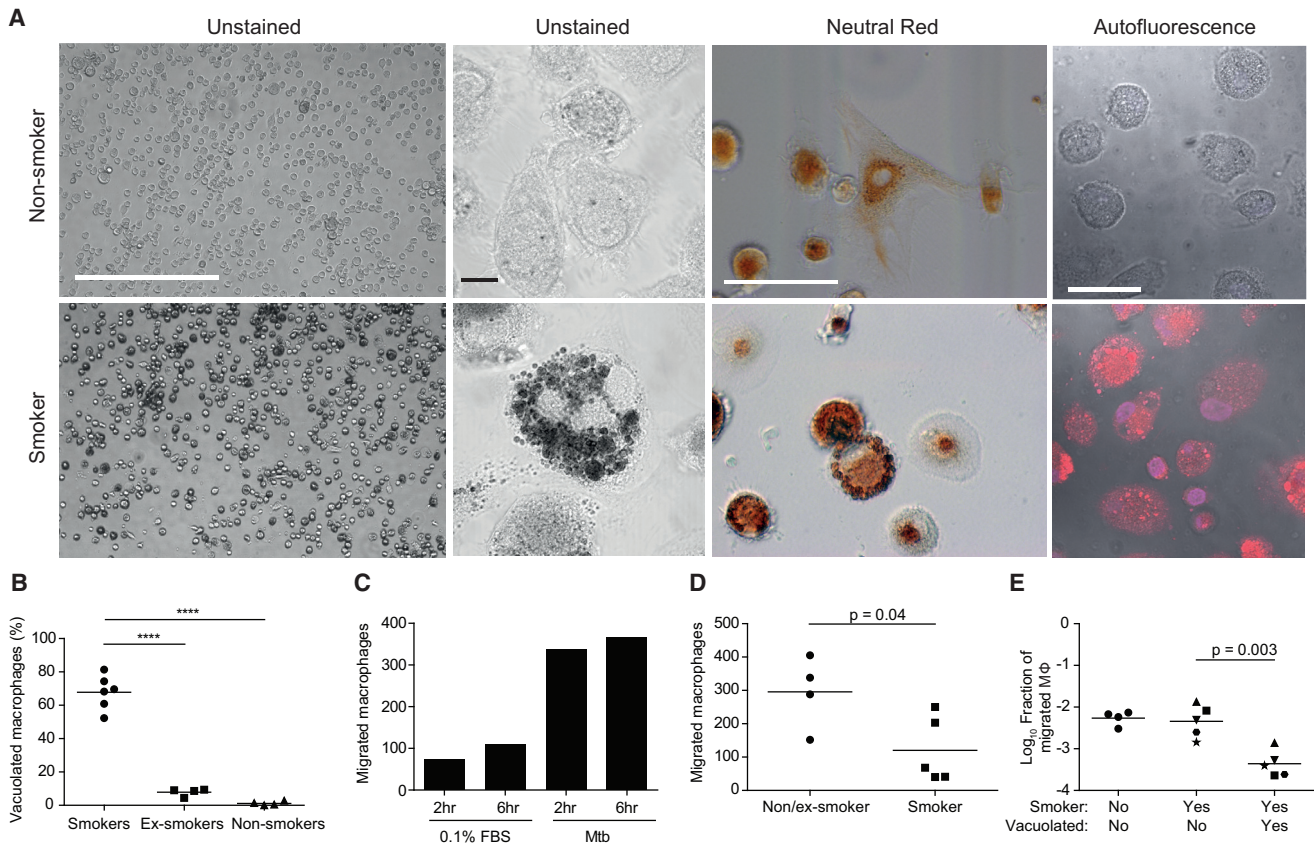 A
Unstained
Unstained
Neutral Red
Autofluorescence
Non-smoker
Smoker
B
Vacuolated macrophages (%)
100
80
60
40
20
0
****
****
Smokers
Ex-smokers
Non-smokers
C
Migrated macrophages
400
300
200
100
0
2hr
6hr
2hr
6hr
0.1% FBS
Mtb
D
Migrated macrophages
500
400
300
200
100
0
p = 0.04
Non/ex-smoker
Smoker
E
Log₁₀ Fraction of
migrated MΦ
-0
-1
-2
-3
-4
p = 0.003
Smoker: No Yes Yes
Vacuolated: No No Yes